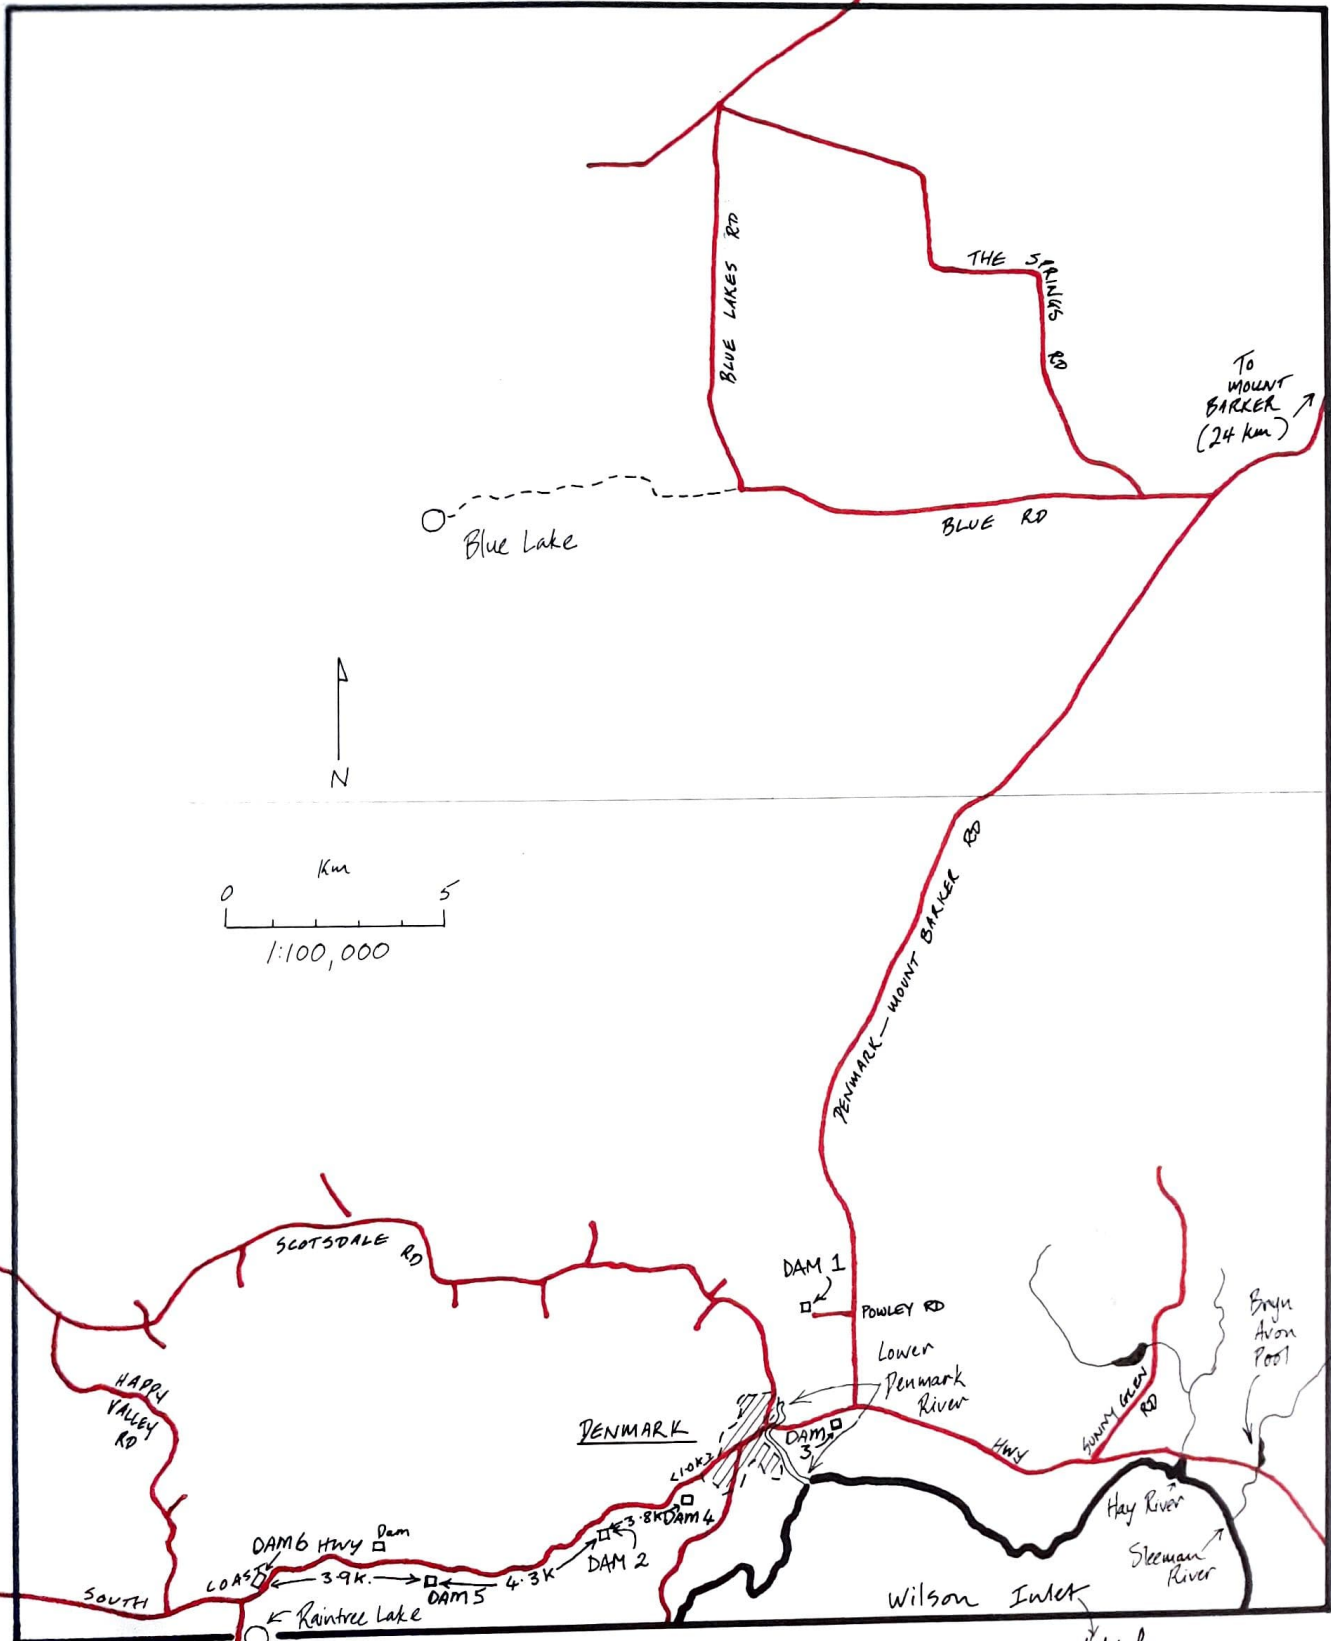 BLUE LAKES RD
THE SPRINGS RD
TO
MOUNT
BARKER
(24 km)
BLUE RD
Blue Lake
N
Km
0 5
1:100,000
DENMARK—MOUNT BARKER RD
SCOTSDALE RD
DAM 1
POWLEY RD
Lower
Denmark
River
Bryn
Avon
Pool
HAPPY
VALLEY
RD
DENMARK
DAM
3
HWY
SUNNY GLEN RD
Hay River
Sleeman
River
3.8K
DAM 4
DAM 2
DAM 6
HWY
Dam
COAST
3.9K.
DAM 5
4.3K
SOUTH
Raintree Lake
Wilson Inlet